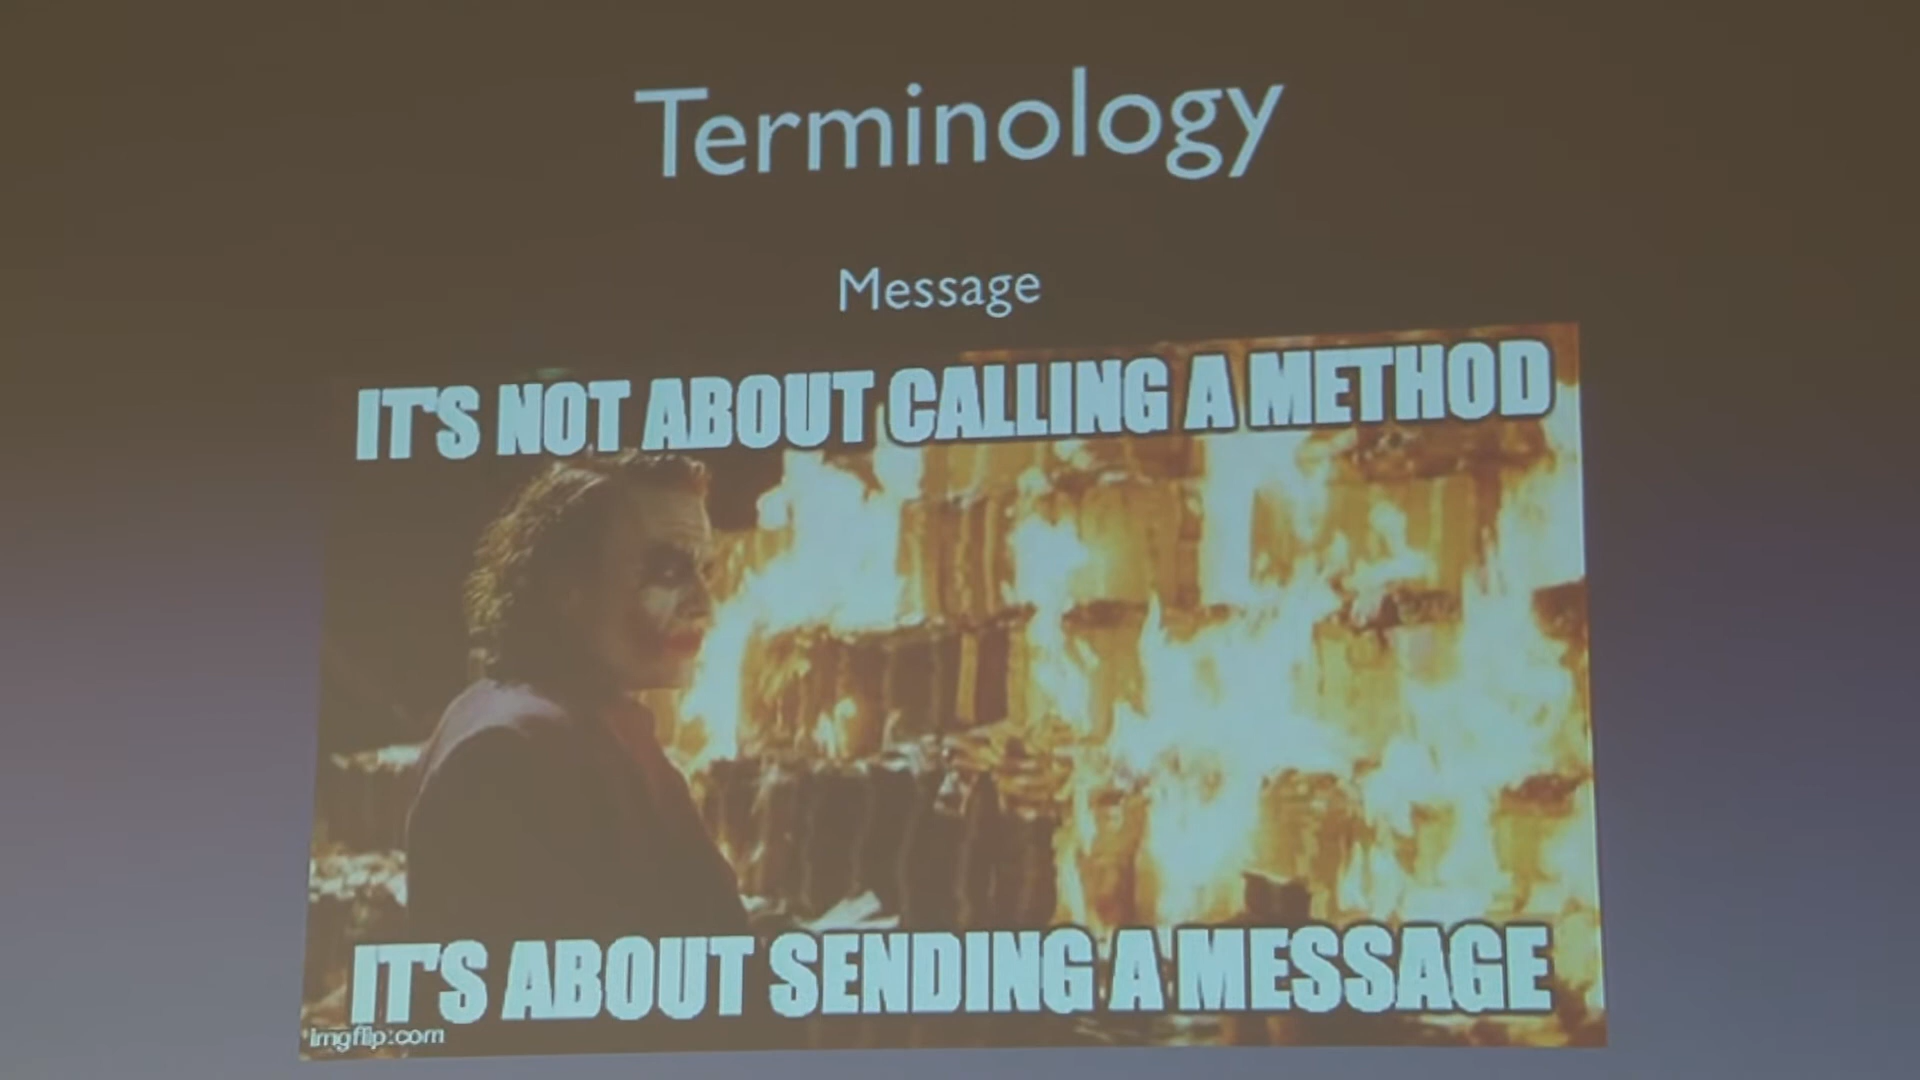 Terminology
Message
IT'S NOT ABOUT CALLING A METHOD
IT'S ABOUT SENDING A MESSAGE
imgflip.com